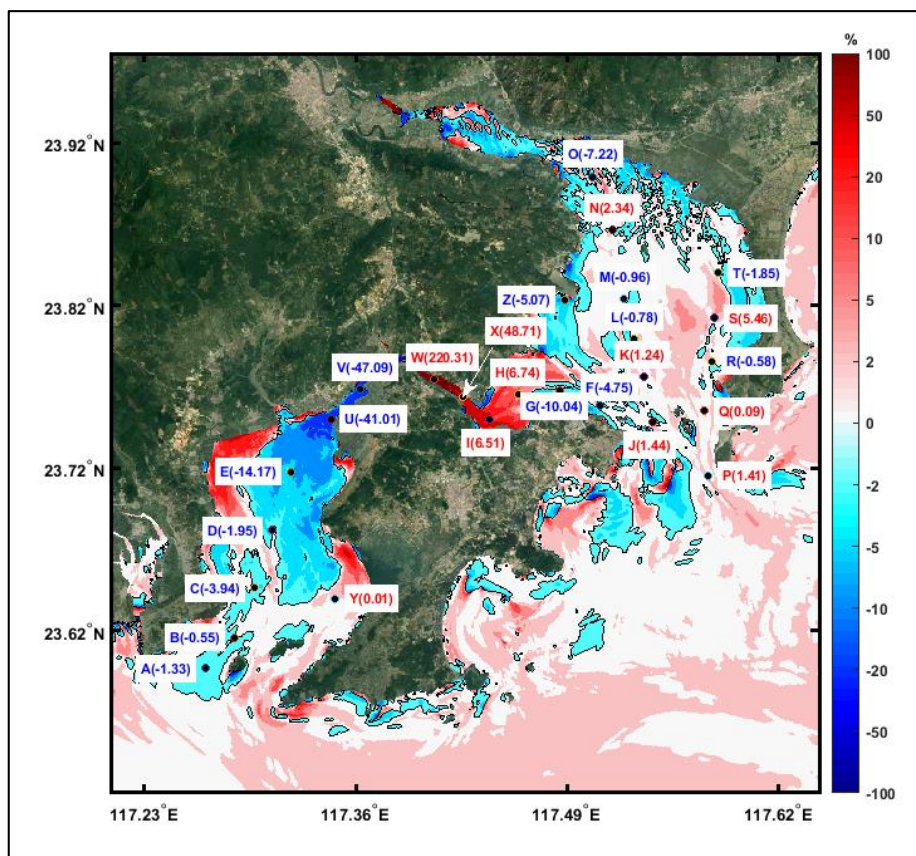 %
100
50
20
10
5
2
0
-2
-5
-10
-20
-50
-100
23.92°N
23.82°N
23.72°N
23.62°N
O(-7.22)
N(2.34)
M(-0.96)
T(-1.85)
Z(-5.07)
L(-0.78)
S(5.46)
X(48.71)
W(220.31)
K(1.24)
V(-47.09)
H(6.74)
F(-4.75)
R(-0.58)
G(-10.04)
Q(0.09)
U(-41.01)
I(6.51)
J(1.44)
E(-14.17)
P(1.41)
D(-1.95)
C(-3.94)
Y(0.01)
B(-0.55)
A(-1.33)
117.23°E
117.36°E
117.49°E
117.62°E